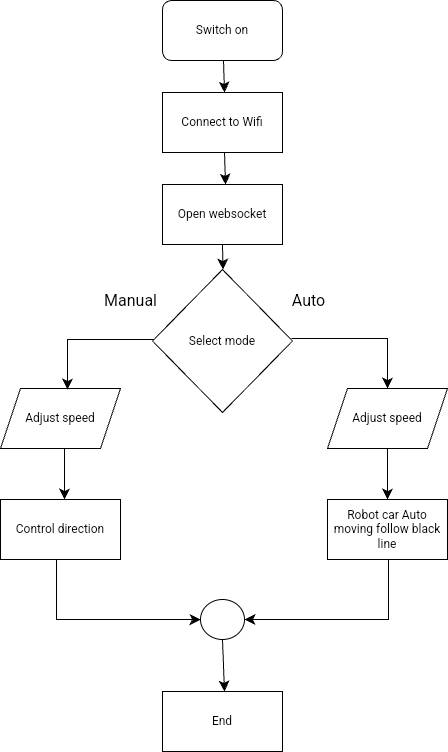 Switch on
Connect to Wifi
Open websocket
Manual
Auto
Select mode
Adjust speed
Adjust speed
Control direction
Robot car Auto
moving follow black
line
End